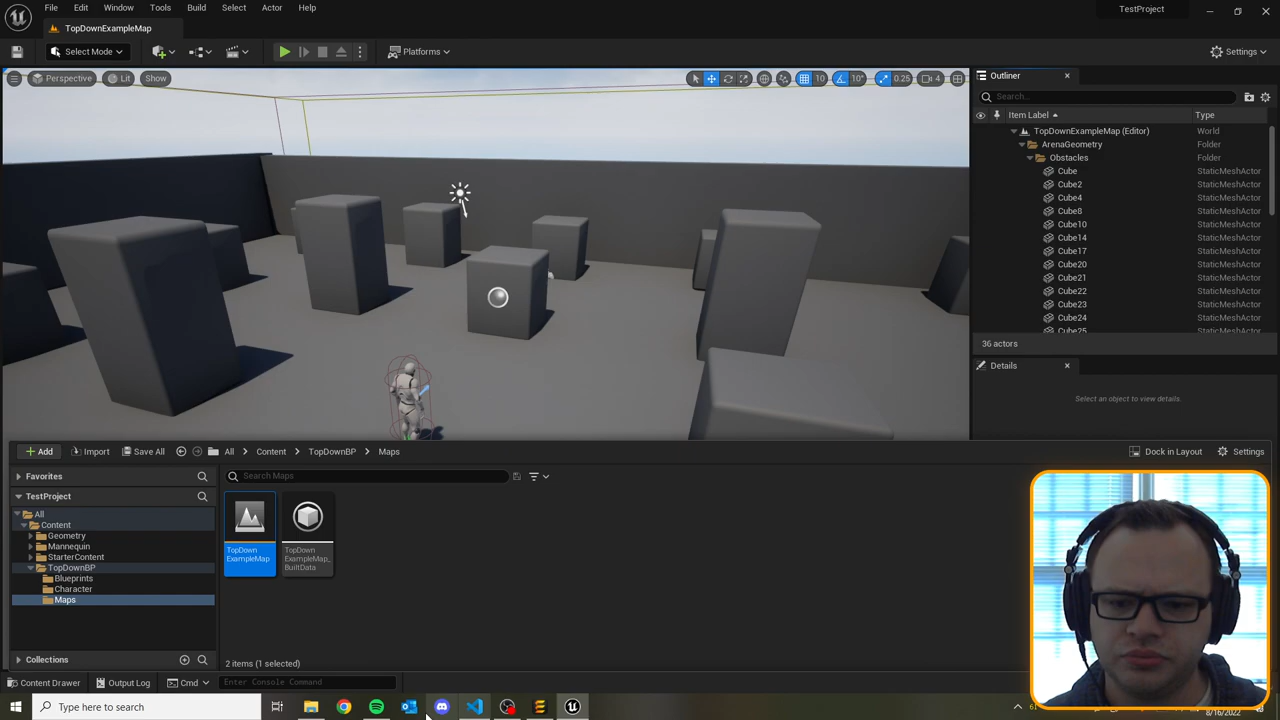 File Edit Window Tools Build Select Actor Help
TestProject
TopDownExampleMap
Select Mode
Platforms
Settings
Perspective Lit Show
10 10° 0.25 4
Outliner
Search...
Item Label Type
TopDownExampleMap (Editor) World
ArenaGeometry Folder
Obstacles Folder
Cube StaticMeshActor
Cube2 StaticMeshActor
Cube4 StaticMeshActor
Cube8 StaticMeshActor
Cube10 StaticMeshActor
Cube14 StaticMeshActor
Cube17 StaticMeshActor
Cube20 StaticMeshActor
Cube21 StaticMeshActor
Cube22 StaticMeshActor
Cube23 StaticMeshActor
Cube24 StaticMeshActor
Cube25 StaticMeshActor
36 actors
Details
Select an object to view details.
Add Import Save All All > Content > TopDownBP > Maps
Dock in Layout Settings
Favorites
Search Maps
TestProject
All
Content
Geometry
Mannequin
StarterContent
TopDownBP
Blueprints
Character
Maps
TopDown
ExampleMap
TopDown
ExampleMap_
BuiltData
Collections
2 items (1 selected)
Content Drawer Output Log Cmd Enter Console Command
Type here to search
8/16/2022